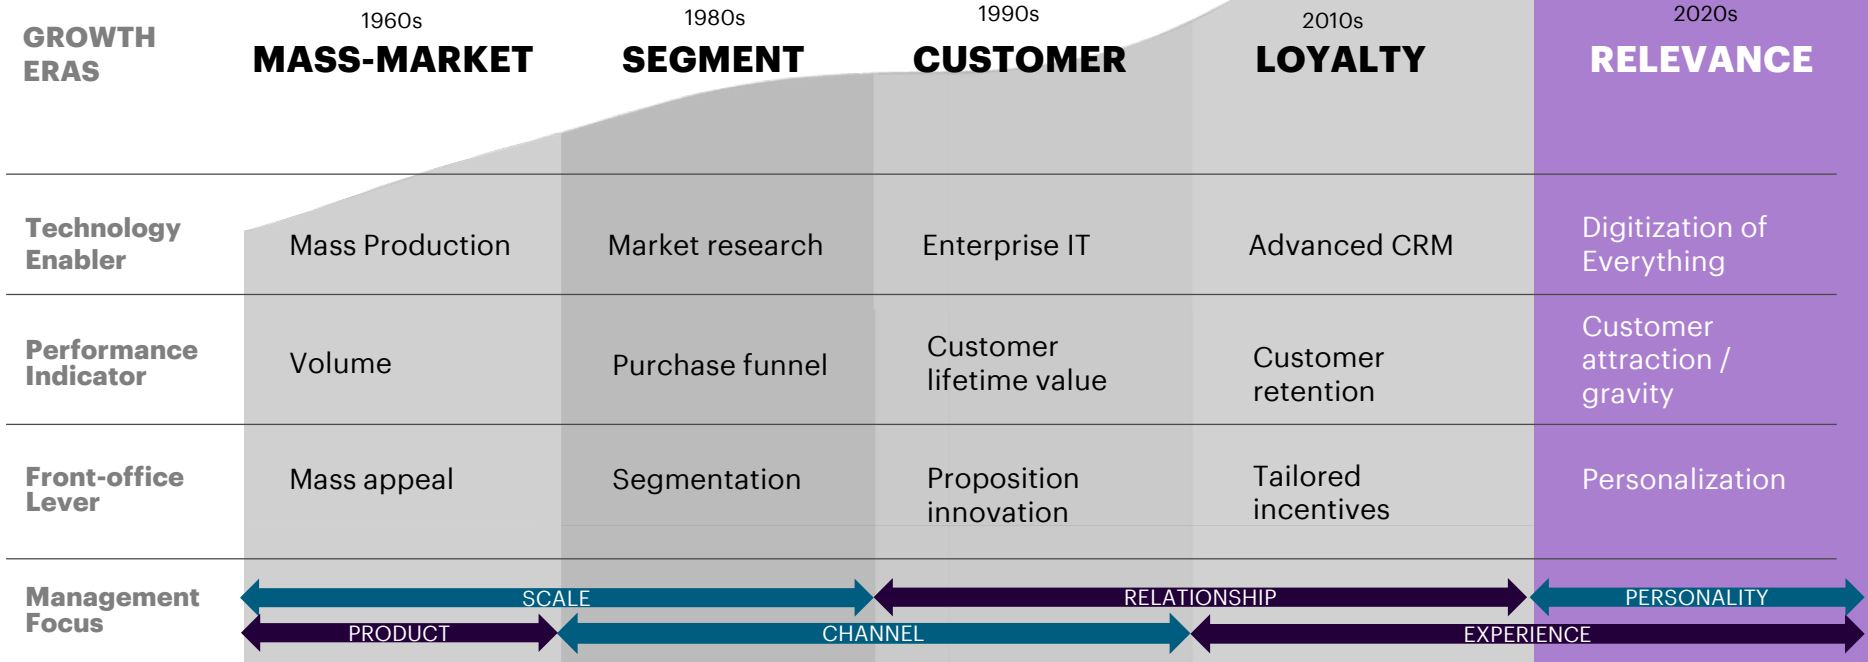 GROWTH
ERAS
1960s
MASS-MARKET
1980s
SEGMENT
1990s
CUSTOMER
2010s
LOYALTY
2020s
RELEVANCE
Technology
Enabler
Mass Production
Market research
Enterprise IT
Advanced CRM
Digitization of
Everything
Performance
Indicator
Volume
Purchase funnel
Customer
lifetime value
Customer
retention
Customer
attraction /
gravity
Front-office
Lever
Mass appeal
Segmentation
Proposition
innovation
Tailored
incentives
Personalization
Management
Focus
SCALE
RELATIONSHIP
PERSONALITY
PRODUCT
CHANNEL
EXPERIENCE